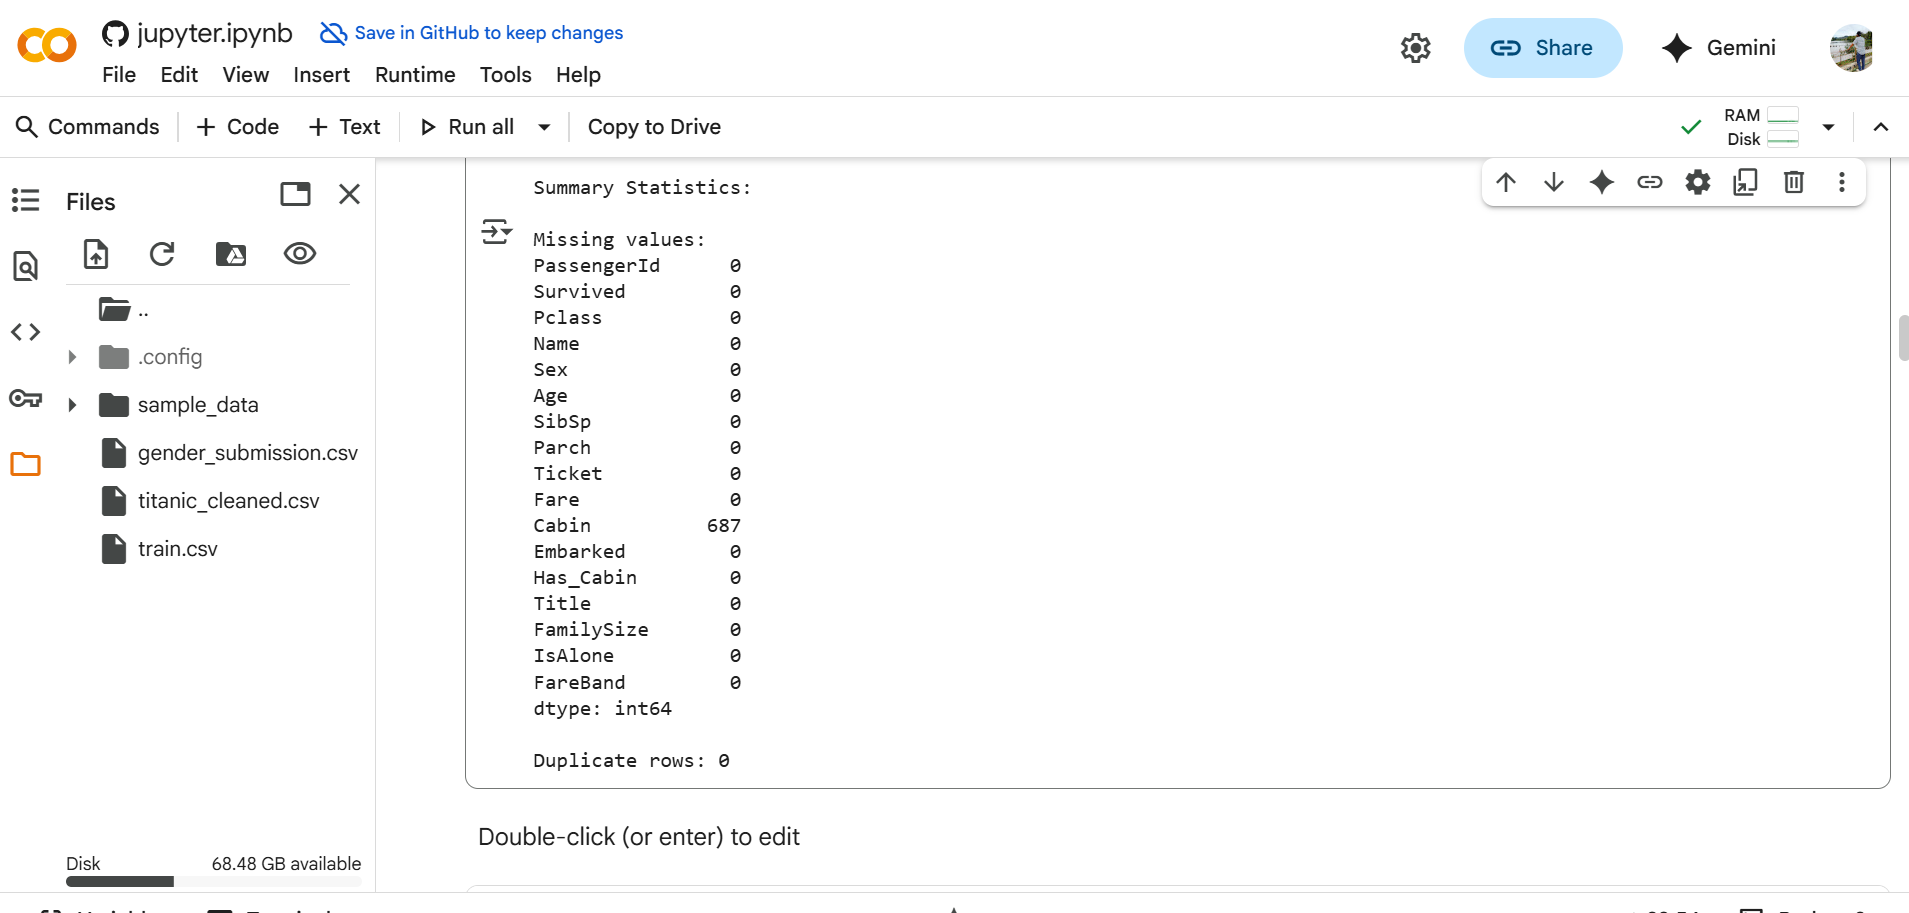 jupyter.ipynb
Save in GitHub to keep changes
File Edit View Insert Runtime Tools Help
Share
Gemini
Commands + Code + Text Run all Copy to Drive
RAM
Disk
Files
..
.config
sample_data
gender_submission.csv
titanic_cleaned.csv
train.csv
Disk 68.48 GB available
Summary Statistics:
Missing values:
PassengerId 0
Survived 0
Pclass 0
Name 0
Sex 0
Age 0
SibSp 0
Parch 0
Ticket 0
Fare 0
Cabin 687
Embarked 0
Has_Cabin 0
Title 0
FamilySize 0
IsAlone 0
FareBand 0
dtype: int64
Duplicate rows: 0
Double-click (or enter) to edit